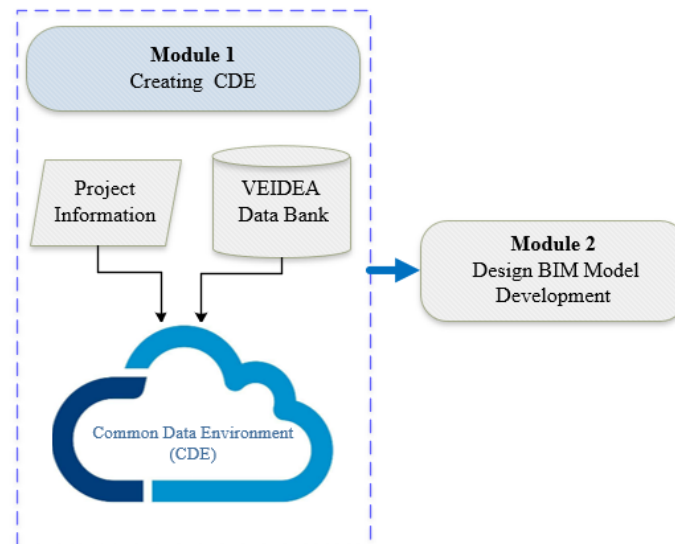 Module 1
Creating CDE
Project
Information
VEIDEA
Data Bank
Common Data Environment
(CDE)
Module 2
Design BIM Model
Development